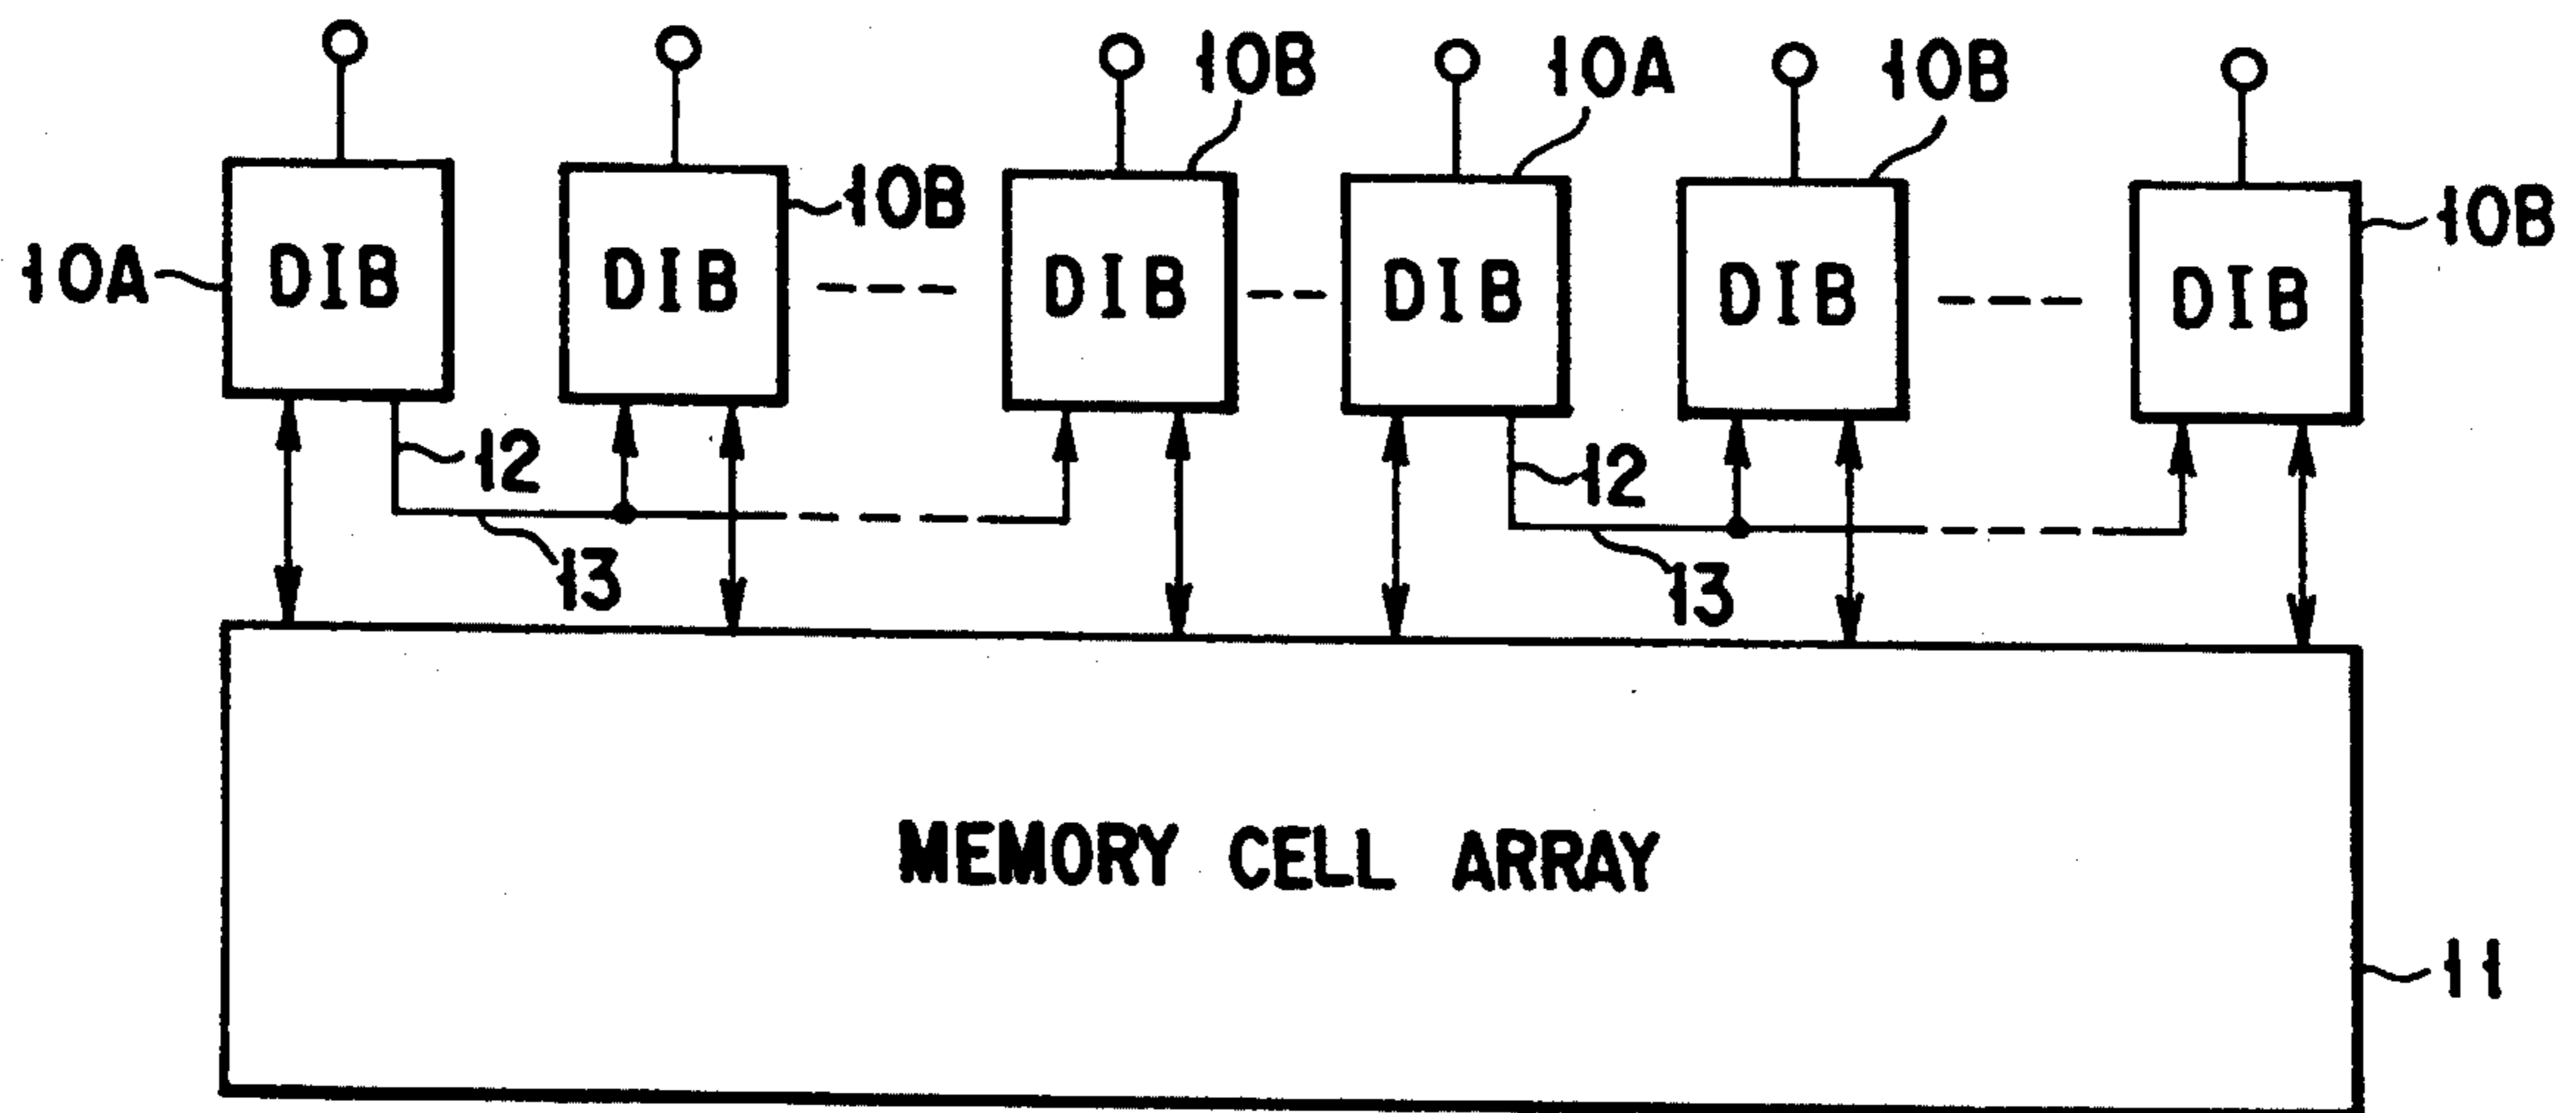 10B 10A 10B
10A DIB DIB 10B DIB DIB DIB DIB 10B
12 12
13 13
MEMORY CELL ARRAY
11